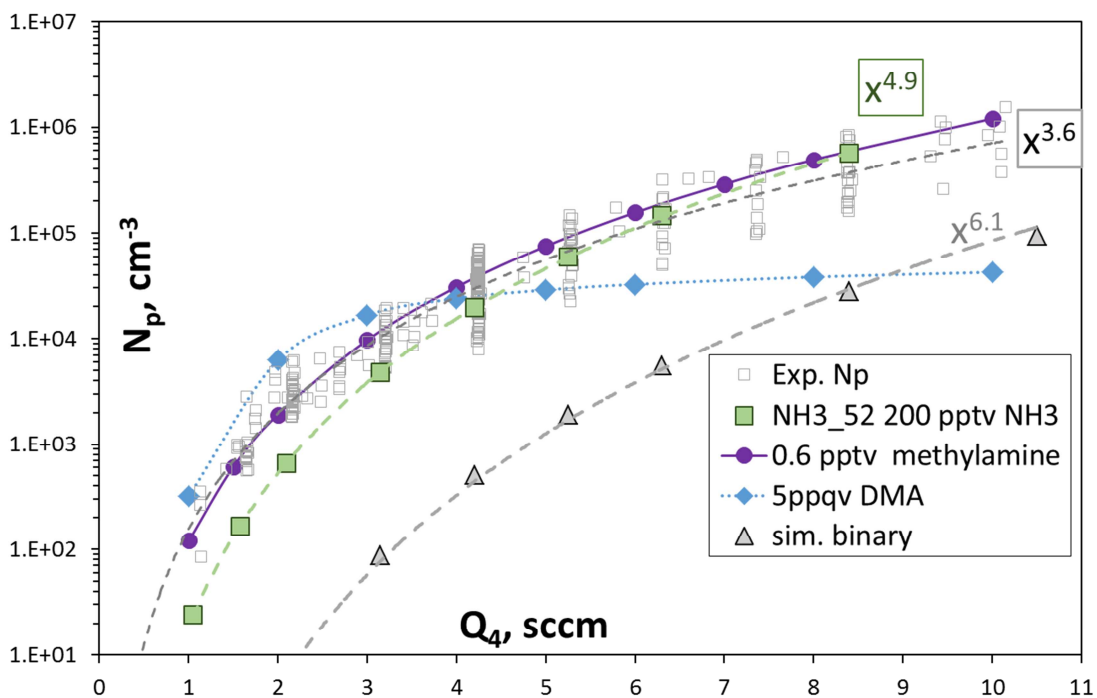 1.E+07
1.E+06
1.E+05
1.E+04
1.E+03
1.E+02
1.E+01
Np, cm-3
x4.9
x3.6
x6.1
Exp. Np
NH3_52 200 pptv NH3
0.6 pptv methylamine
5ppqv DMA
sim. binary
Q4, sccm
0 1 2 3 4 5 6 7 8 9 10 11